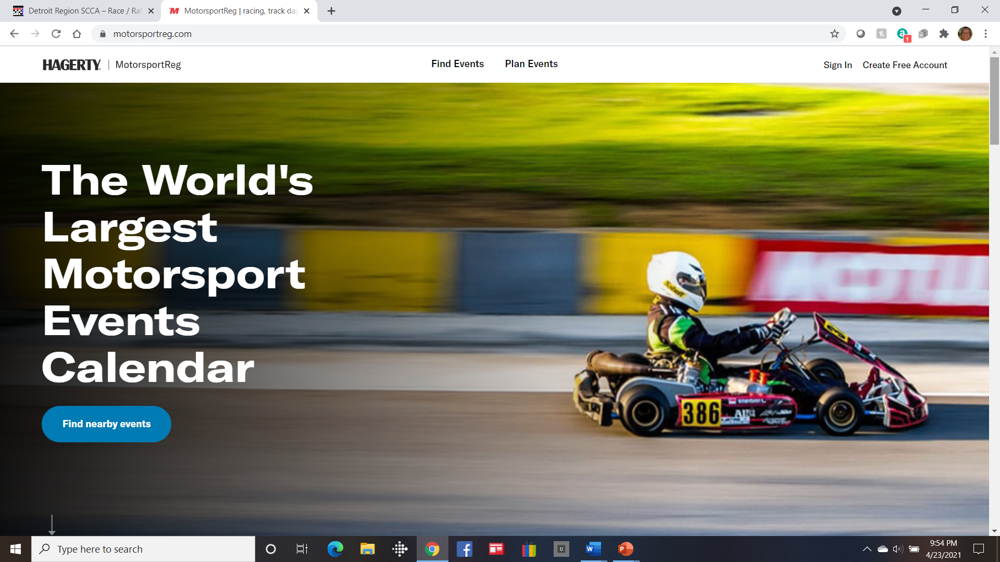 Detroit Region SCCA – Race / Ral
MotorsportReg | racing, track day
motorsportreg.com
1
HAGERTY | MotorsportReg
Find Events
Plan Events
Sign In
Create Free Account
The World's
Largest
Motorsport
Events
Calendar
Find nearby events
386
Type here to search
9:54 PM
4/23/2021